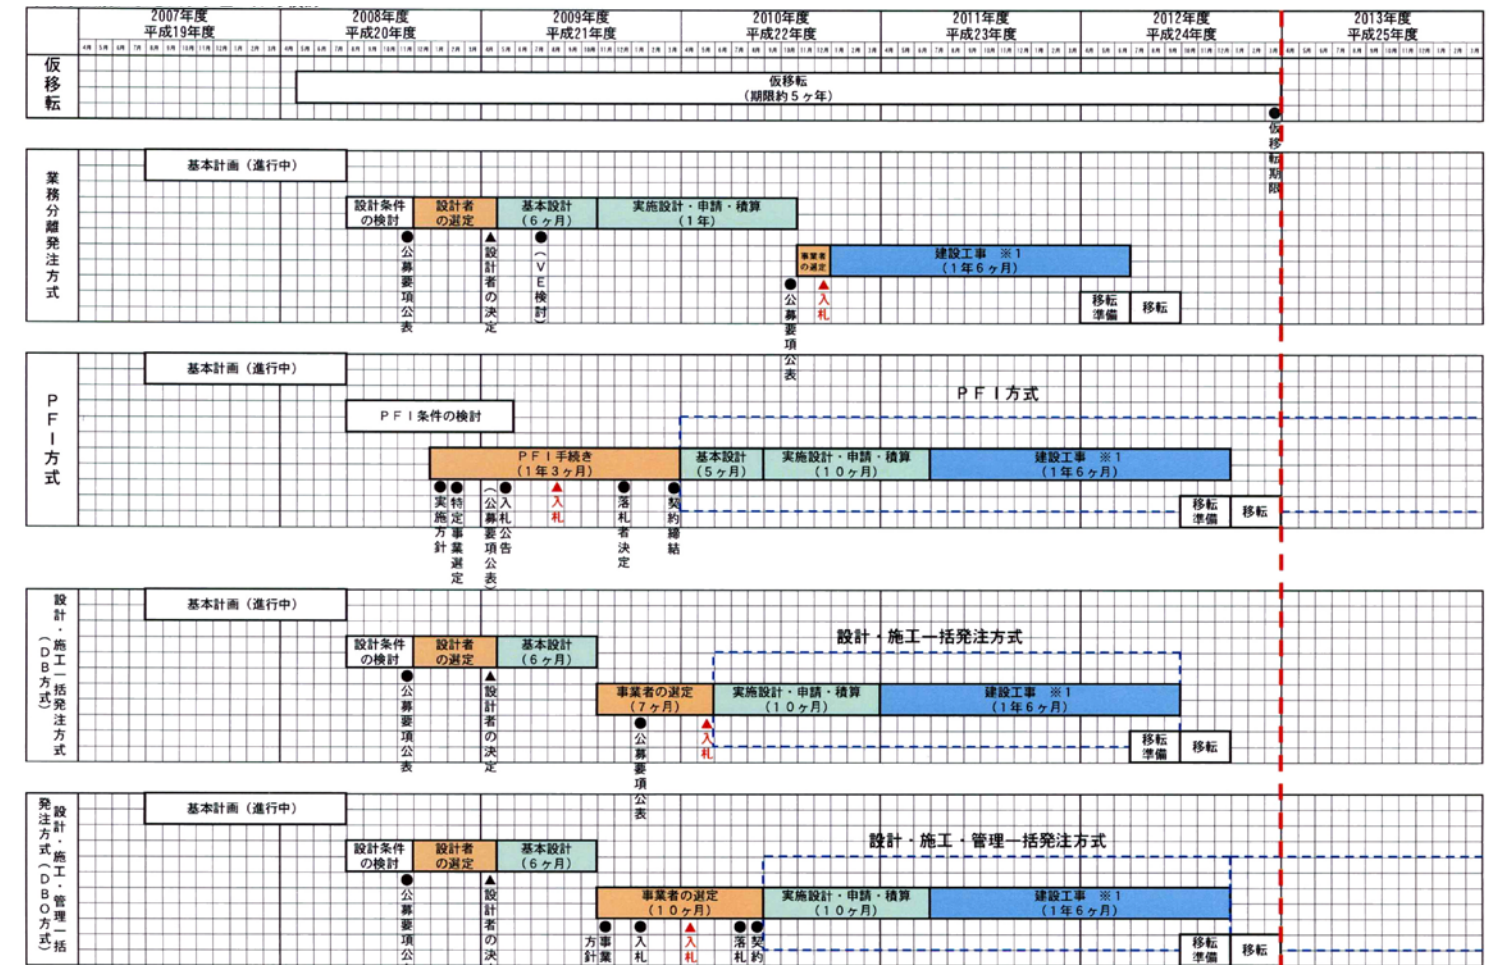 2007年度
平成19年度
2008年度
平成20年度
2009年度
平成21年度
2010年度
平成22年度
2011年度
平成23年度
2012年度
平成24年度
2013年度
平成25年度
仮移転
仮移転
(期限約5ヶ年)
仮移転期限
業務分離発注方式
基本計画(進行中)
設計条件
の検討
設計者
の選定
基本設計
(6ヶ月)
実施設計・申請・積算
(1年)
公募要項公表
設計者の決定
(VE検討)
事業者
の選定
建設工事 ※1
(1年6ヶ月)
公募要項公表
入札
移転
準備
移転
PFI方式
基本計画(進行中)
PFI条件の検討
PFI方式
PFI手続き
(1年3ヶ月)
基本設計
(5ヶ月)
実施設計・申請・積算
(10ヶ月)
建設工事 ※1
(1年6ヶ月)
実施方針
特定事業選定
(公募要項公表)
入札公告
入札
落札者決定
契約締結
移転
準備
移転
設計・施工一括発注方式
(DB方式)
基本計画(進行中)
設計条件
の検討
設計者
の選定
基本設計
(6ヶ月)
設計・施工一括発注方式
公募要項公表
設計者の決定
事業者の選定
(7ヶ月)
実施設計・申請・積算
(10ヶ月)
建設工事 ※1
(1年6ヶ月)
公募要項公表
入札
移転
準備
移転
設計・施工・管理一括
発注方式(DBO方式)
基本計画(進行中)
設計条件
の検討
設計者
の選定
基本設計
(6ヶ月)
設計・施工・管理一括発注方式
公募要項
設計者の決
事業者の選定
(10ヶ月)
実施設計・申請・積算
(10ヶ月)
建設工事 ※1
(1年6ヶ月)
方針
事業
入札
入札
落札
契約
移転
準備
移転